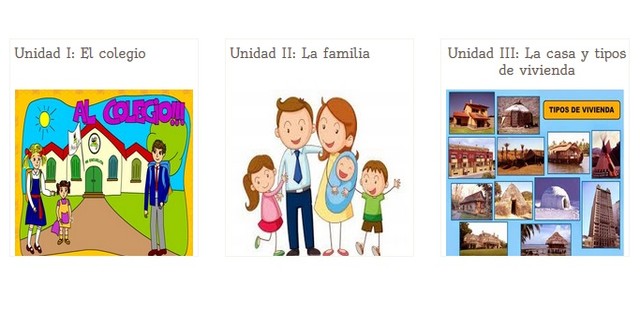 Unidad I: El colegio
AL COLEGIO!!!
Unidad II: La familia
Unidad III: La casa y tipos
de vivienda
TIPOS DE VIVIENDA